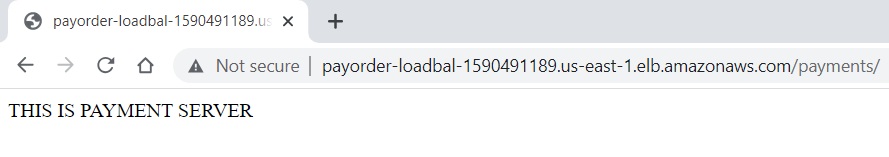 payorder-loadbal-1590491189.us
Not secure | payorder-loadbal-1590491189.us-east-1.elb.amazonaws.com/payments/
THIS IS PAYMENT SERVER